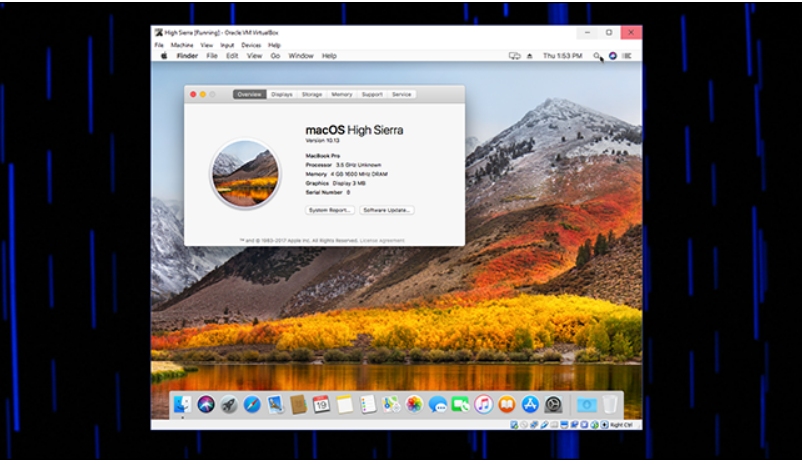 High Sierra [Running] - Oracle VM VirtualBox
File Machine View Input Devices Help
Finder File Edit View Go Window Help Thu 1:53 PM
Overview Displays Storage Memory Support Service
macOS High Sierra
Version 10.13
MacBook Pro
Processor 3.5 GHz Unknown
Memory 4 GB 1600 MHz DRAM
Graphics Display 3 MB
Serial Number 0
System Report... Software Update...
™ and © 1983-2017 Apple Inc. All Rights Reserved. License Agreement
19
Right Ctrl